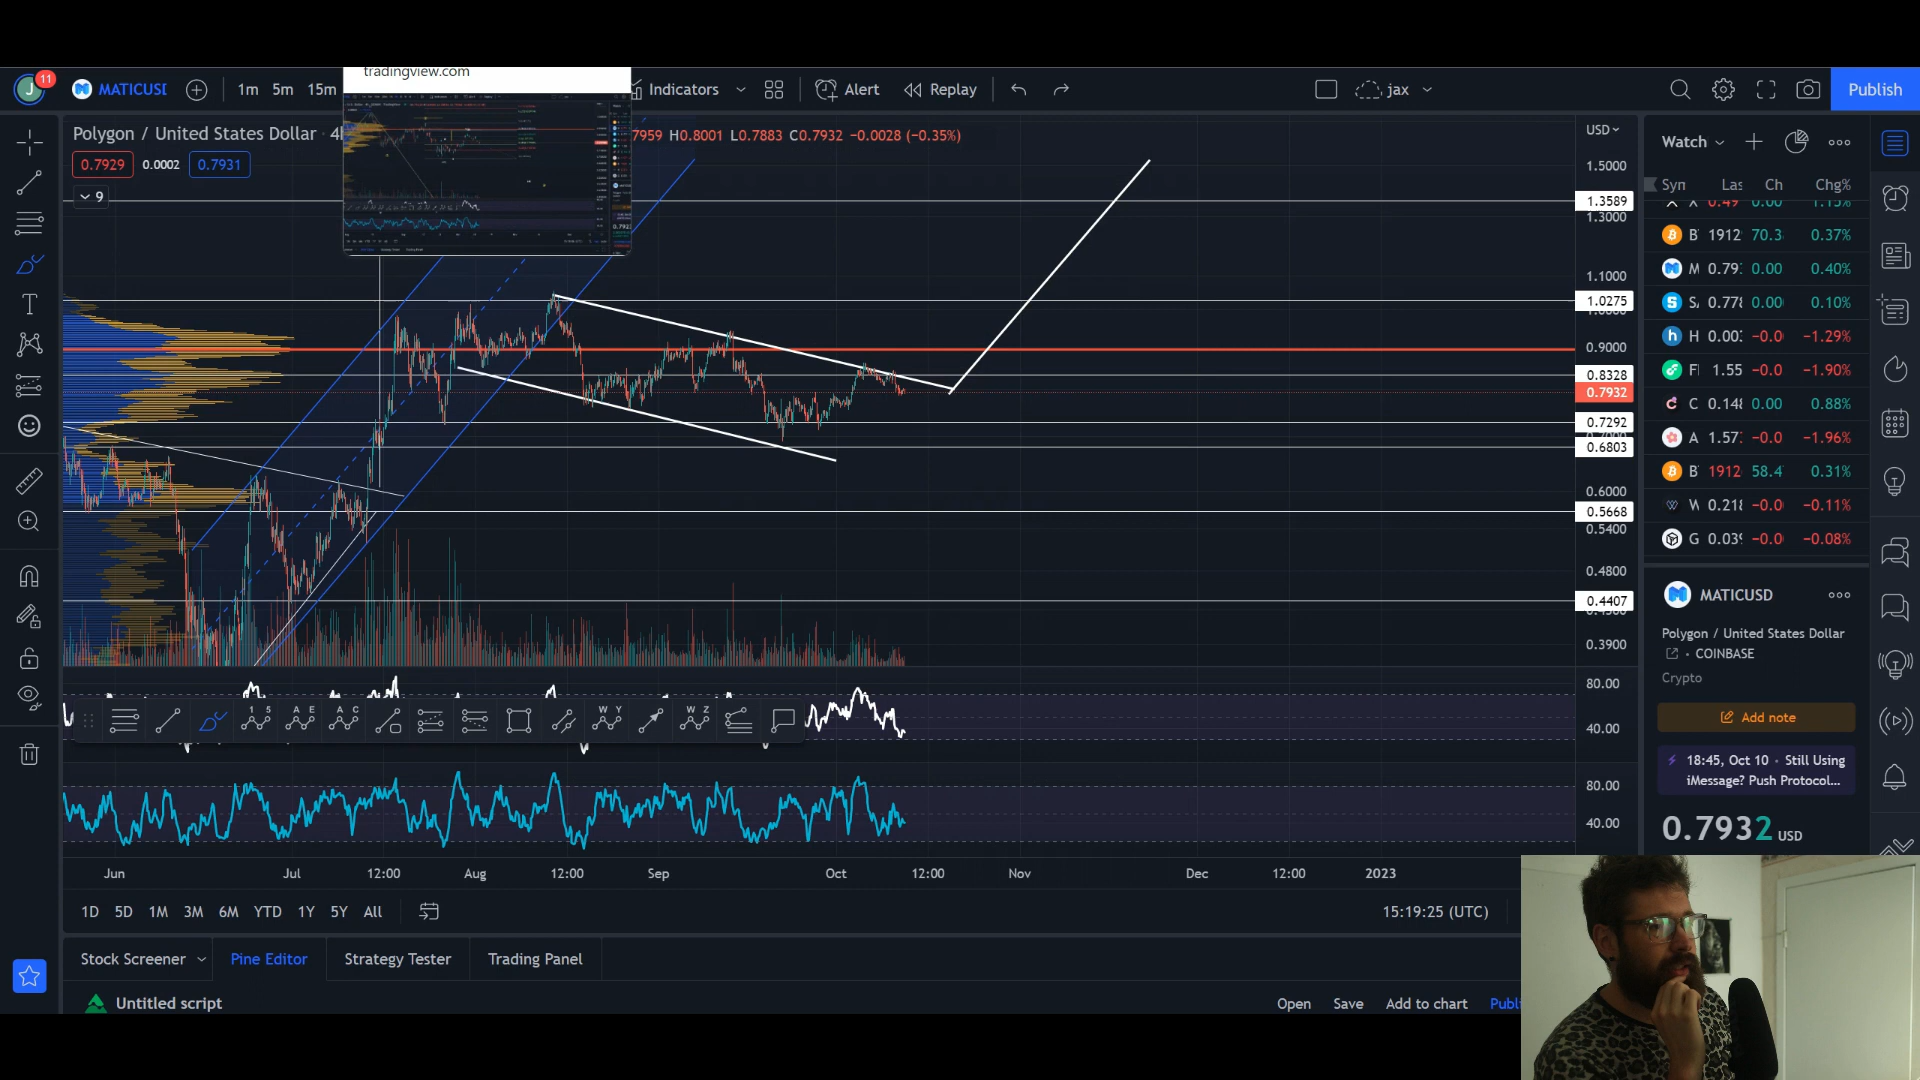 tradingview.com
J 11 MATICUSI 1m 5m 15m Indicators Alert Replay jax Publish
Polygon / United States Dollar · 4 7959 H0.8001 L0.7883 C0.7932 −0.0028 (−0.35%)
0.7929 0.0002 0.7931
9
USD
1.5000
1.3589
1.3000
1.1000
1.0275
0.9000
0.8328
0.7932
0.7292
0.6803
0.6000
0.5668
0.5400
0.4800
0.4407
0.3900
80.00
40.00
80.00
40.00
Jun Jul 12:00 Aug 12:00 Sep Oct 12:00 Nov Dec 12:00 2023
1D 5D 1M 3M 6M YTD 1Y 5Y All 15:19:25 (UTC)
Stock Screener Pine Editor Strategy Tester Trading Panel
Untitled script Open Save Add to chart Publi
Watch
Syn Las Ch Chg%
X 0.49 0.00 1.15%
B 1912 70.3 0.37%
M 0.79 0.00 0.40%
S 0.778 0.00 0.10%
H 0.00 −0.0 −1.29%
FI 1.55 −0.0 −1.90%
C 0.148 0.00 0.88%
A 1.57 −0.0 −1.96%
B 1912 58.4 0.31%
W 0.218 −0.0 −0.11%
G 0.039 −0.0 −0.08%
MATICUSD
Polygon / United States Dollar
COINBASE
Crypto
Add note
18:45, Oct 10 · Still Using
iMessage? Push Protocol...
0.7932 USD